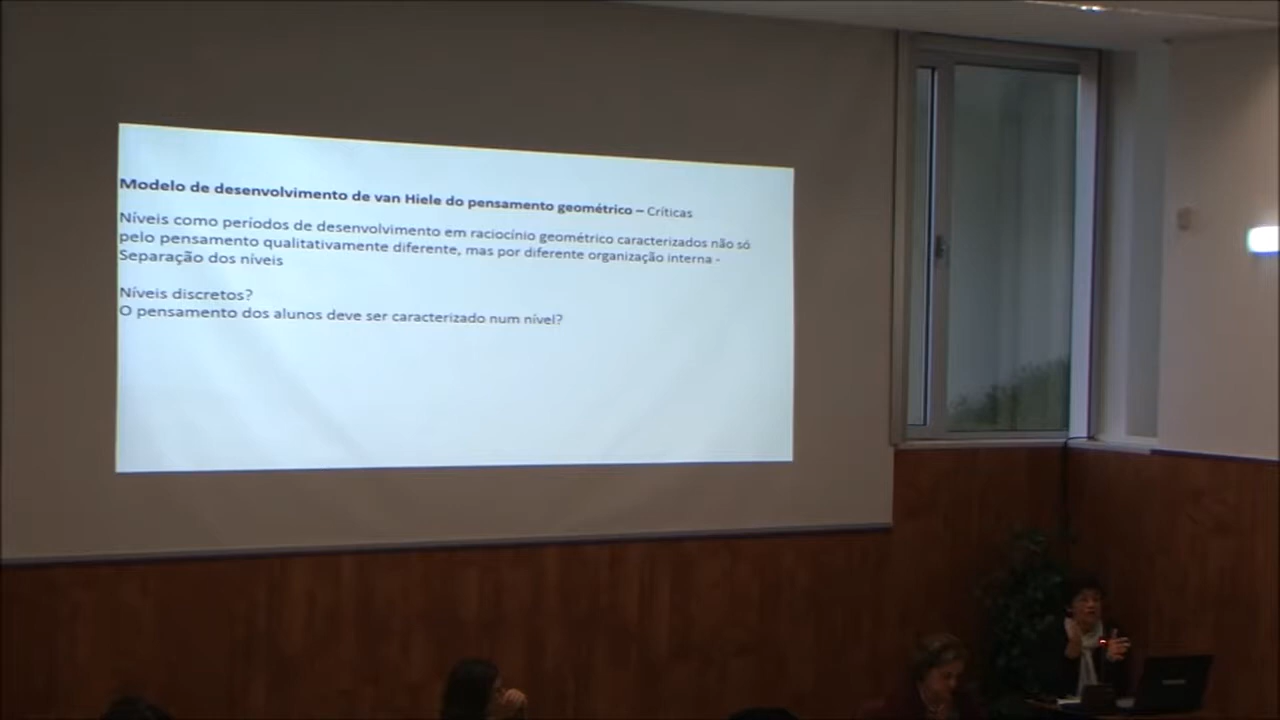 Modelo de desenvolvimento de van Hiele do pensamento geométrico – Críticas
Níveis como períodos de desenvolvimento em raciocínio geométrico caracterizados não só
pelo pensamento qualitativamente diferente, mas por diferente organização interna -
Separação dos níveis
Níveis discretos?
O pensamento dos alunos deve ser caracterizado num nível?